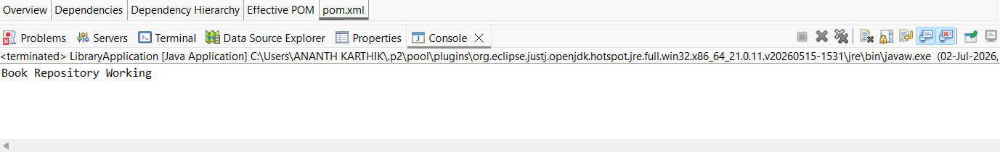 Overview Dependencies Dependency Hierarchy Effective POM pom.xml
Problems Servers Terminal Data Source Explorer Properties Console
<terminated> LibraryApplication [Java Application] C:\Users\ANANTH KARTHIK\.p2\pool\plugins\org.eclipse.justj.openjdk.hotspot.jre.full.win32.x86_64_21.0.11.v20260515-1531\jre\bin\javaw.exe (02-Jul-2026,
Book Repository Working